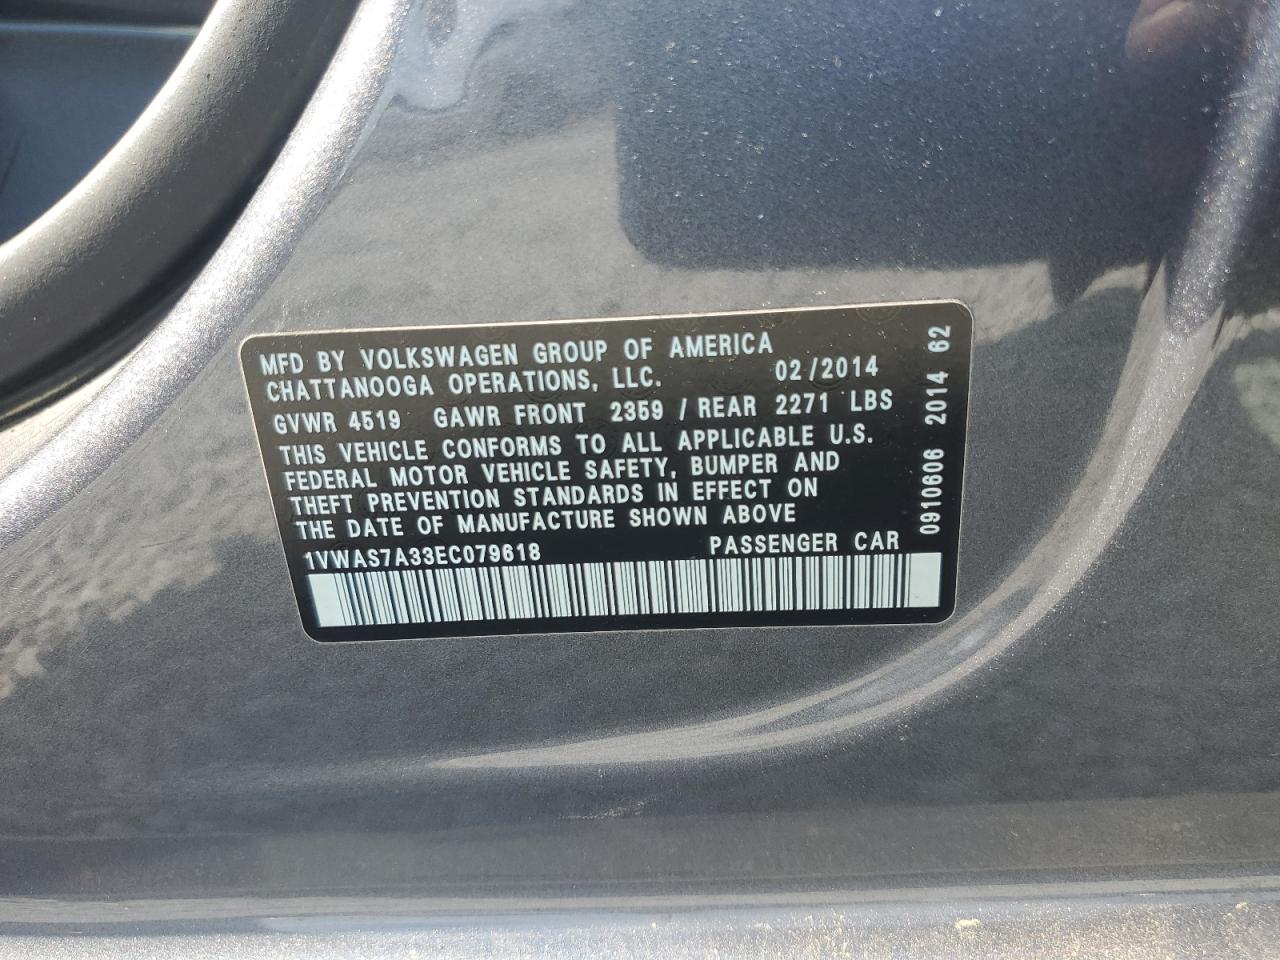 MFD BY VOLKSWAGEN GROUP OF AMERICA
CHATTANOOGA OPERATIONS, LLC. 02/2014
GVWR 4519 GAWR FRONT 2359 / REAR 2271 LBS
THIS VEHICLE CONFORMS TO ALL APPLICABLE U.S.
FEDERAL MOTOR VEHICLE SAFETY, BUMPER AND
THEFT PREVENTION STANDARDS IN EFFECT ON
THE DATE OF MANUFACTURE SHOWN ABOVE
1VWAS7A33EC079618 PASSENGER CAR
0910606 2014 62